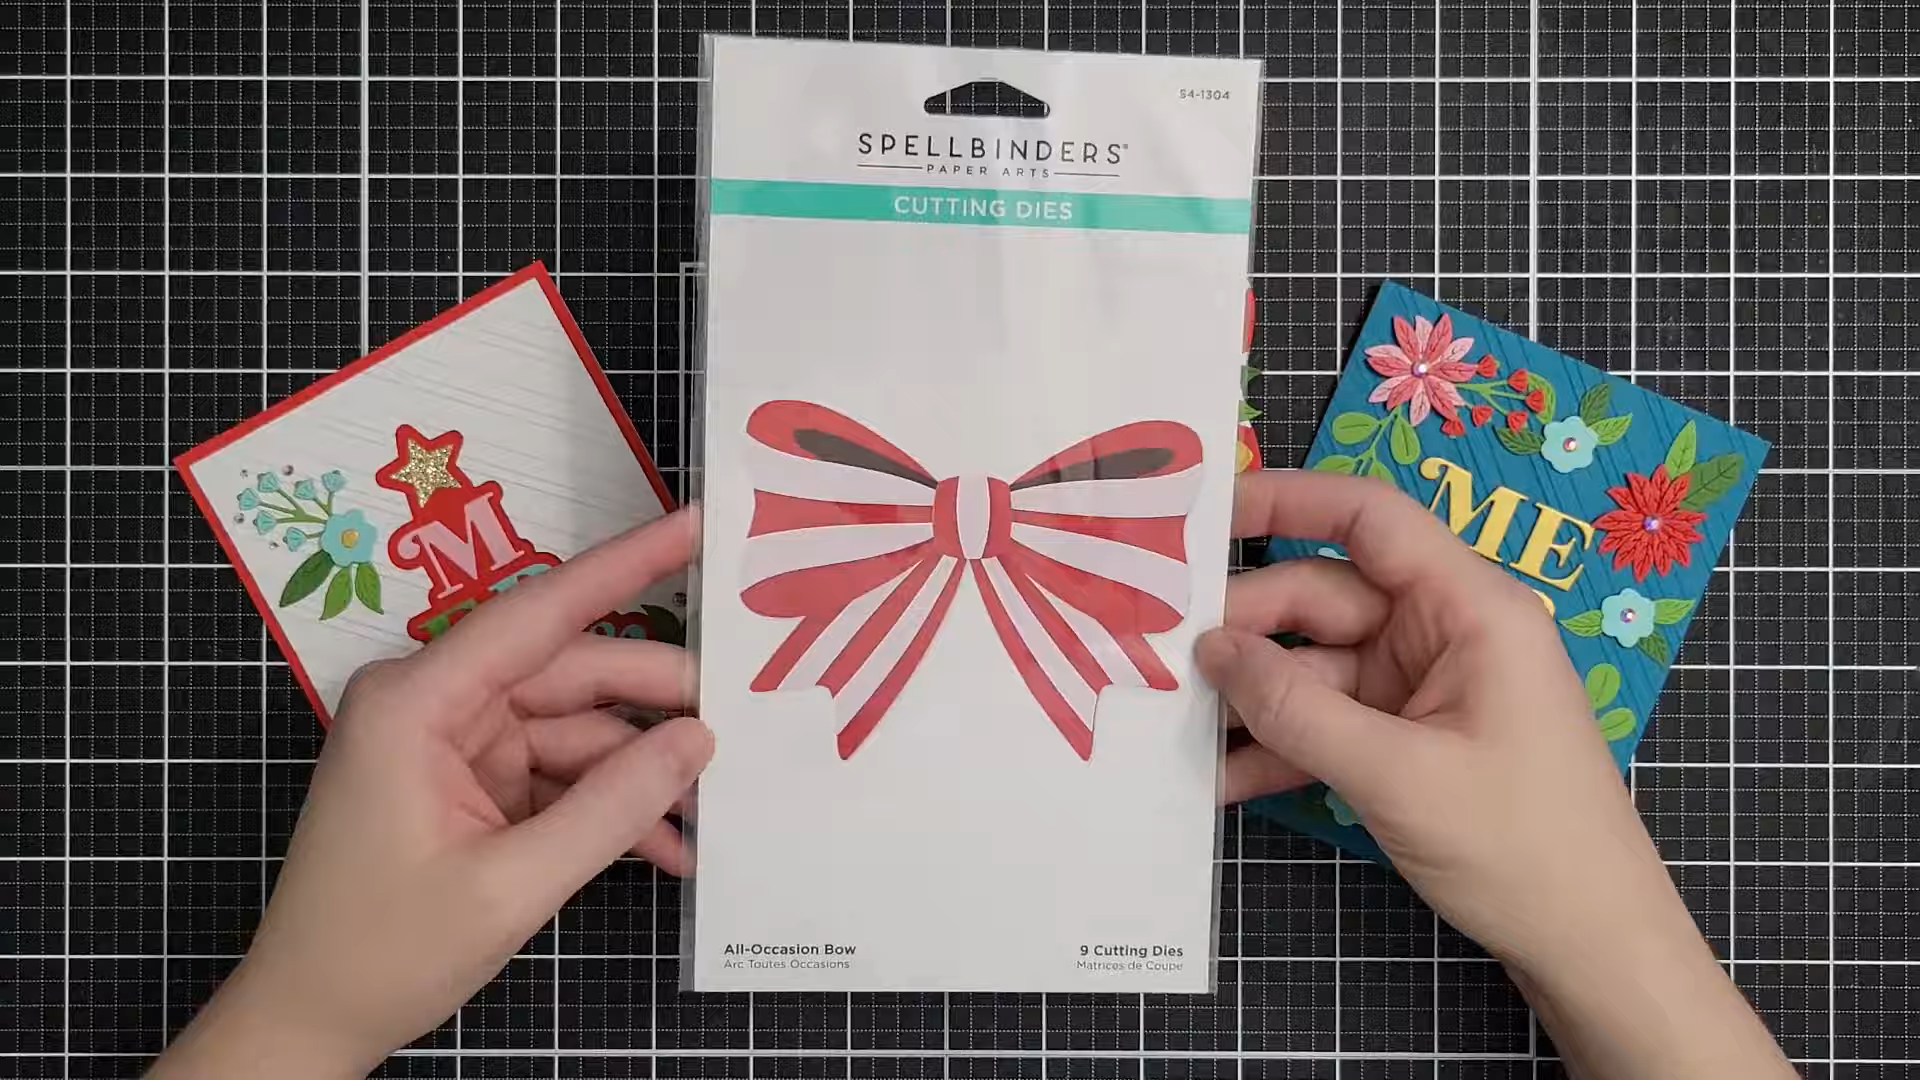 S4-1304
SPELLBINDERS®
PAPER ARTS
CUTTING DIES
M
ME
All-Occasion Bow
Arc Toutes Occasions
9 Cutting Dies
Matrices de Coupe